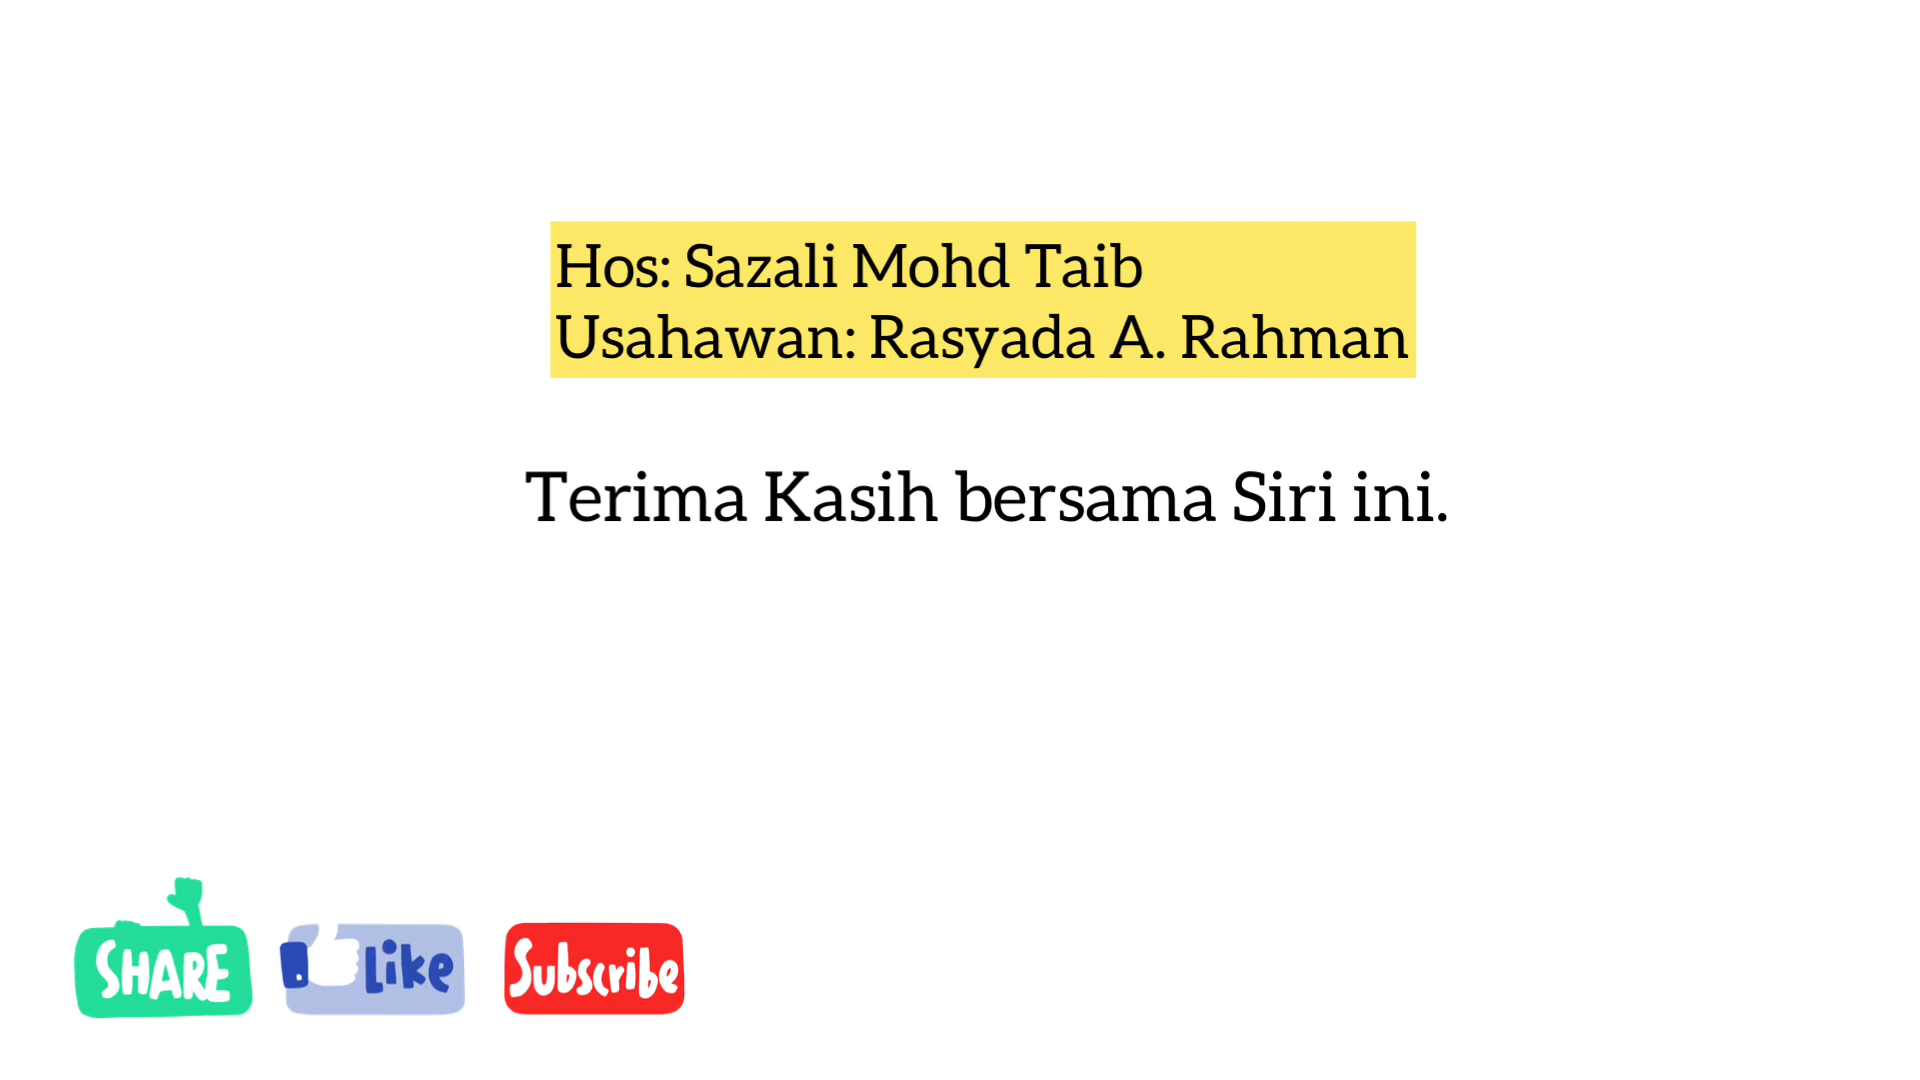 Hos: Sazali Mohd Taib
Usahawan: Rasyada A. Rahman
Terima Kasih bersama Siri ini.
SHARE
Like
Subscribe